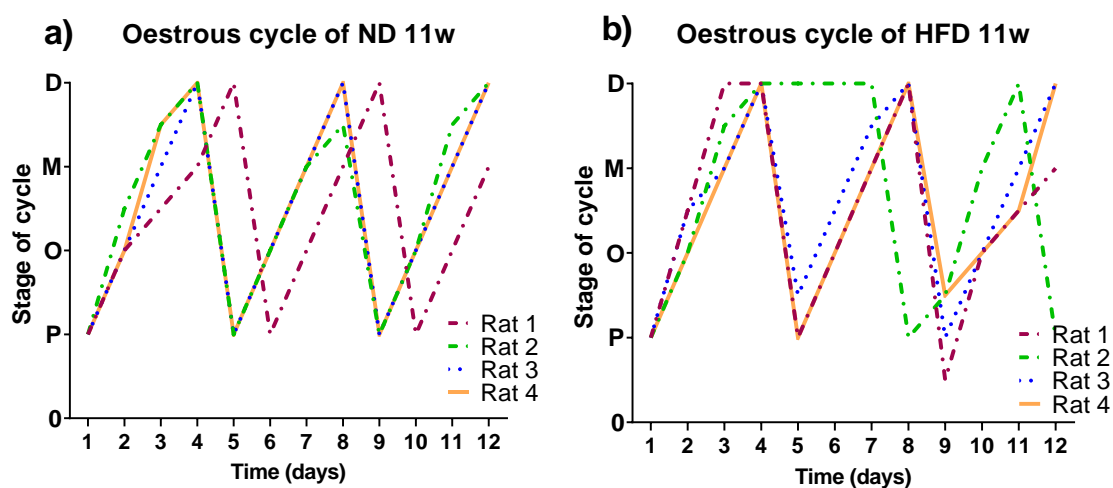 a) Oestrous cycle of ND 11w
Stage of cycle
D
M
O
P
0
Rat 1
Rat 2
Rat 3
Rat 4
1 2 3 4 5 6 7 8 9 10 11 12
Time (days)
b) Oestrous cycle of HFD 11w
Stage of cycle
D
M
O
P
0
Rat 1
Rat 2
Rat 3
Rat 4
1 2 3 4 5 6 7 8 9 10 11 12
Time (days)